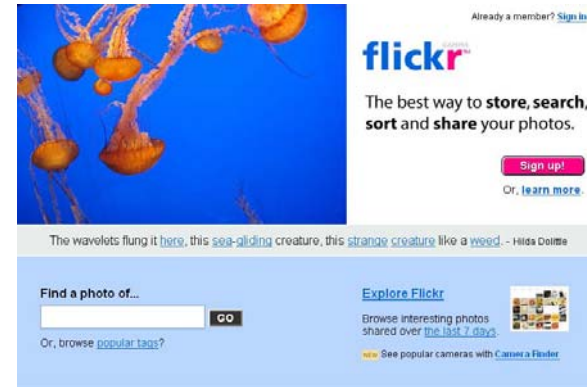 Already a member? Sign in
flickr
GAMMA
The best way to store, search,
sort and share your photos.
Sign up!
Or, learn more.
The wavelets flung it here, this sea-gliding creature, this strange creature like a weed. - Hilda Dolittle
Find a photo of...
GO
Or, browse popular tags?
Explore Flickr
Browse interesting photos
shared over the last 7 days.
NEW See popular cameras with Camera Finder